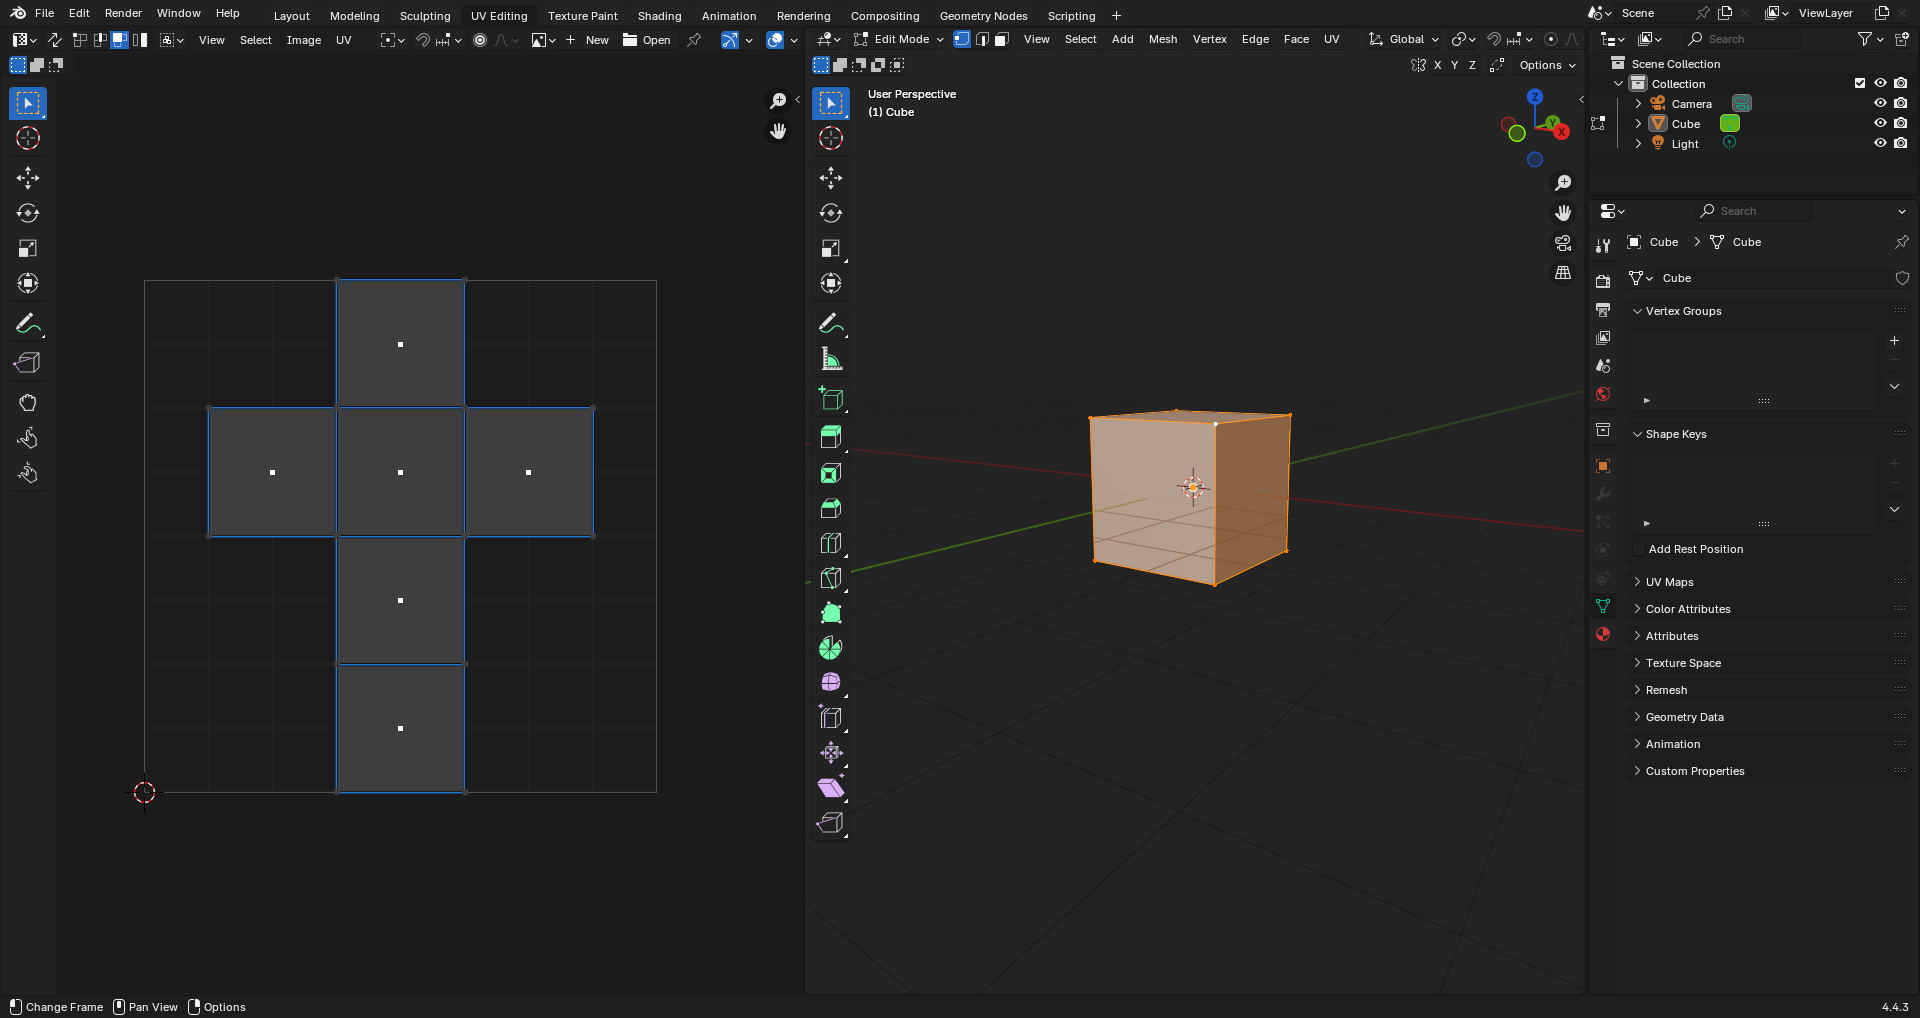 File Edit Render Window Help Layout Modeling Sculpting UV Editing Texture Paint Shading Animation Rendering Compositing Geometry Nodes Scripting + Scene ViewLayer
View Select Image UV New Open
Edit Mode View Select Add Mesh Vertex Edge Face UV Global
Search
X Y Z Options
User Perspective
(1) Cube
Z
Y
X
Scene Collection
Collection
Camera
Cube
Light
Search
Cube > Cube
Cube
Vertex Groups
Shape Keys
Add Rest Position
UV Maps
Color Attributes
Attributes
Texture Space
Remesh
Geometry Data
Animation
Custom Properties
Change Frame Pan View Options 4.4.3